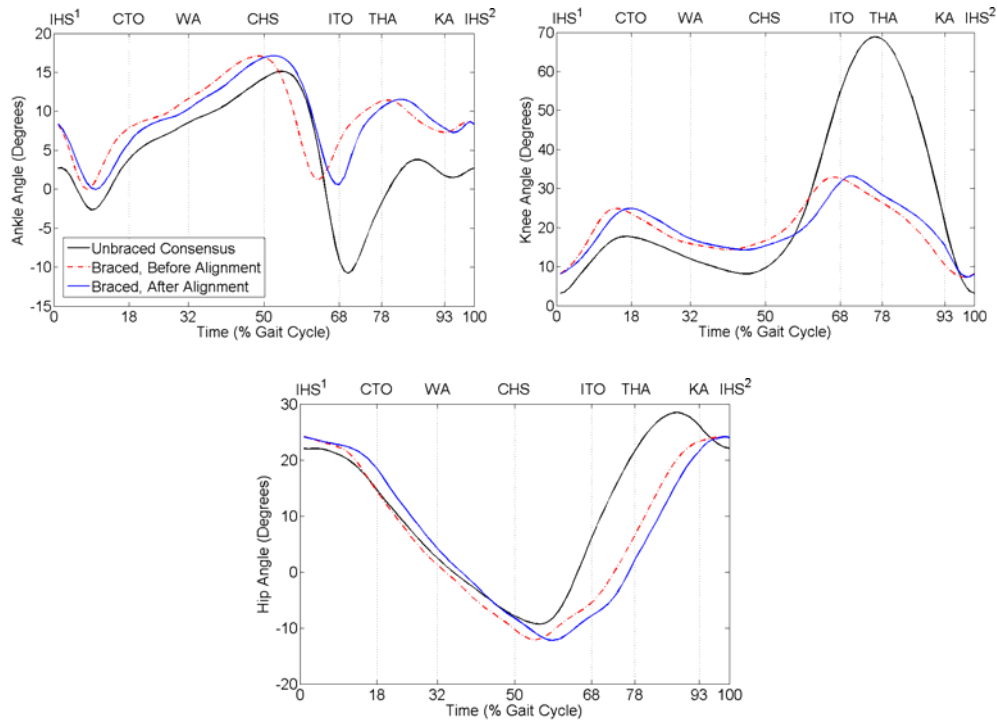 IHS¹ CTO WA CHS ITO THA KA IHS²
20
15
10
5
0
-5
-10
-15
Ankle Angle (Degrees)
Unbraced Consensus
Braced, Before Alignment
Braced, After Alignment
0 18 32 50 68 78 93 100
Time (% Gait Cycle)
IHS¹ CTO WA CHS ITO THA KA IHS²
70
60
50
40
30
20
10
0
Knee Angle (Degrees)
0 18 32 50 68 78 93 100
Time (% Gait Cycle)
IHS¹ CTO WA CHS ITO THA KA IHS²
30
20
10
0
-10
-20
Hip Angle (Degrees)
0 18 32 50 68 78 93 100
Time (% Gait Cycle)